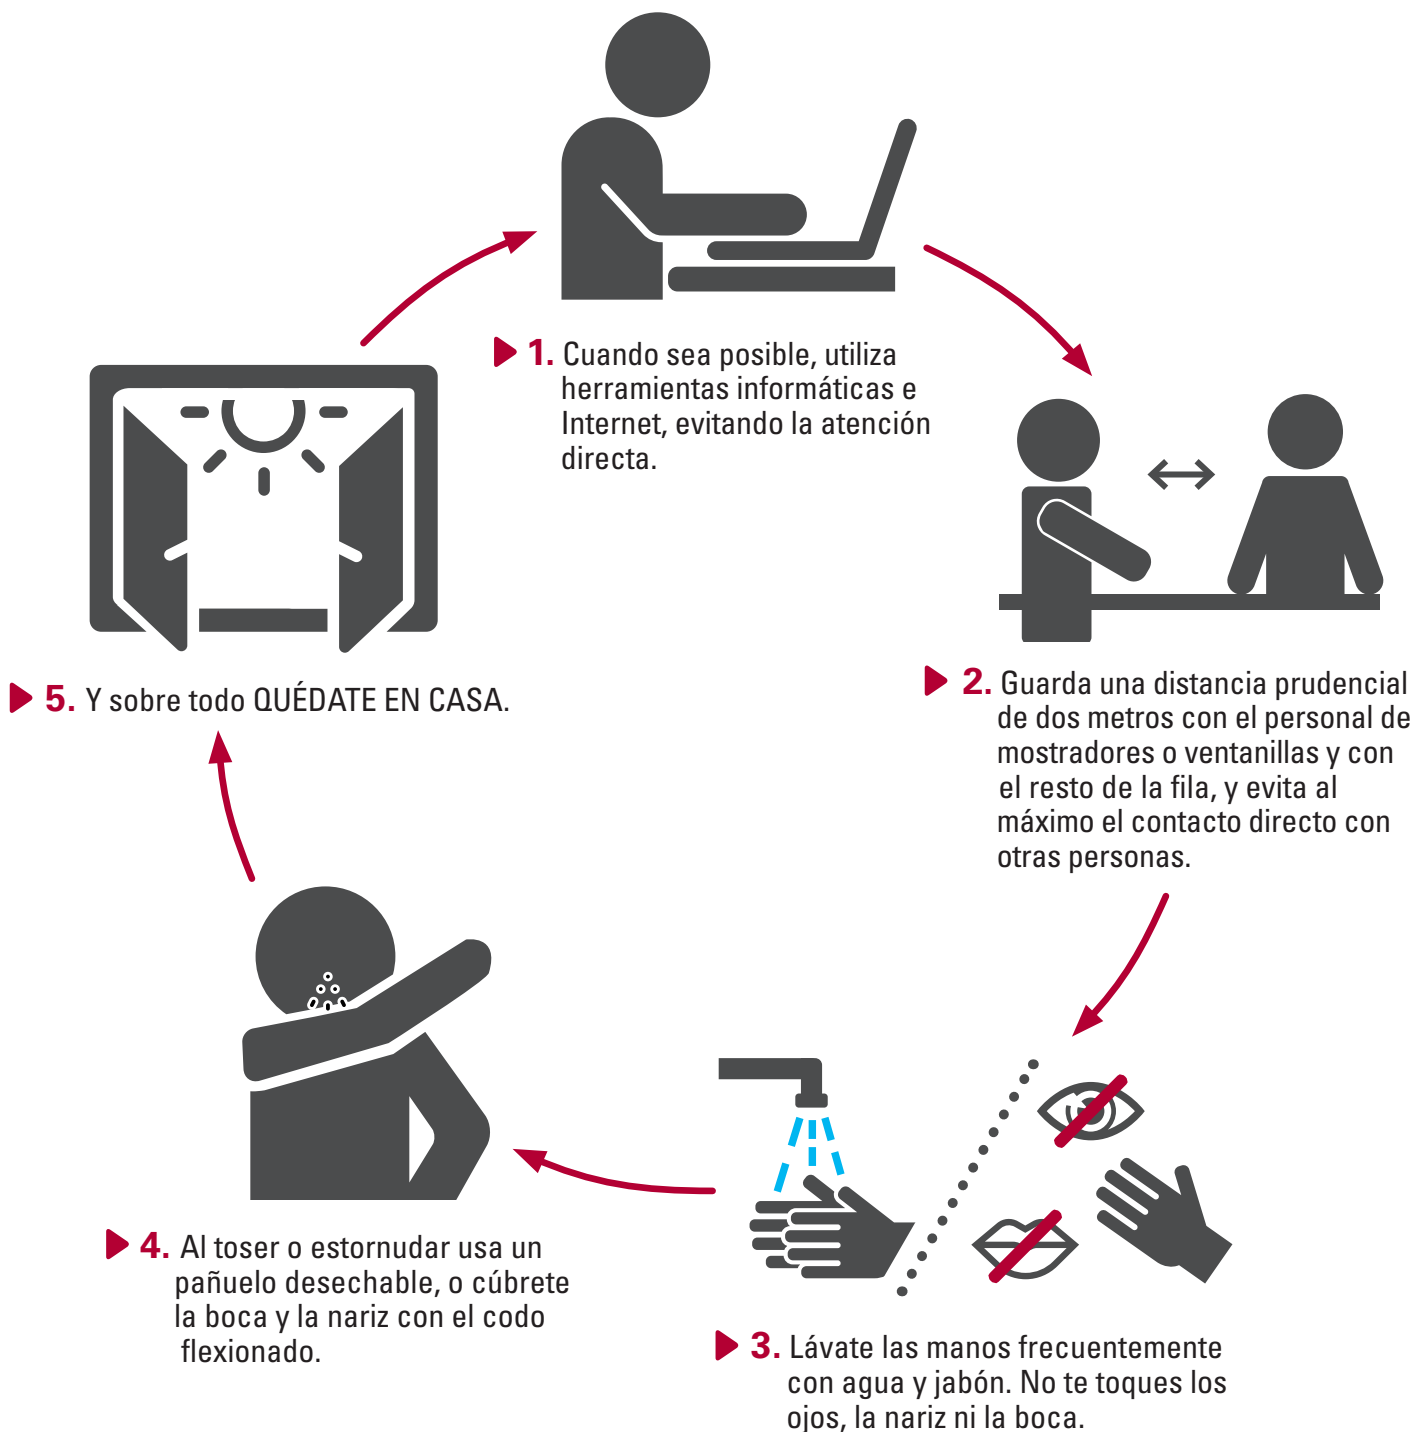 1. Cuando sea posible, utiliza
herramientas informáticas e
Internet, evitando la atención
directa.
2. Guarda una distancia prudencial
de dos metros con el personal de
mostradores o ventanillas y con
el resto de la fila, y evita al
máximo el contacto directo con
otras personas.
3. Lávate las manos frecuentemente
con agua y jabón. No te toques los
ojos, la nariz ni la boca.
4. Al toser o estornudar usa un
pañuelo desechable, o cúbrete
la boca y la nariz con el codo
flexionado.
5. Y sobre todo QUÉDATE EN CASA.